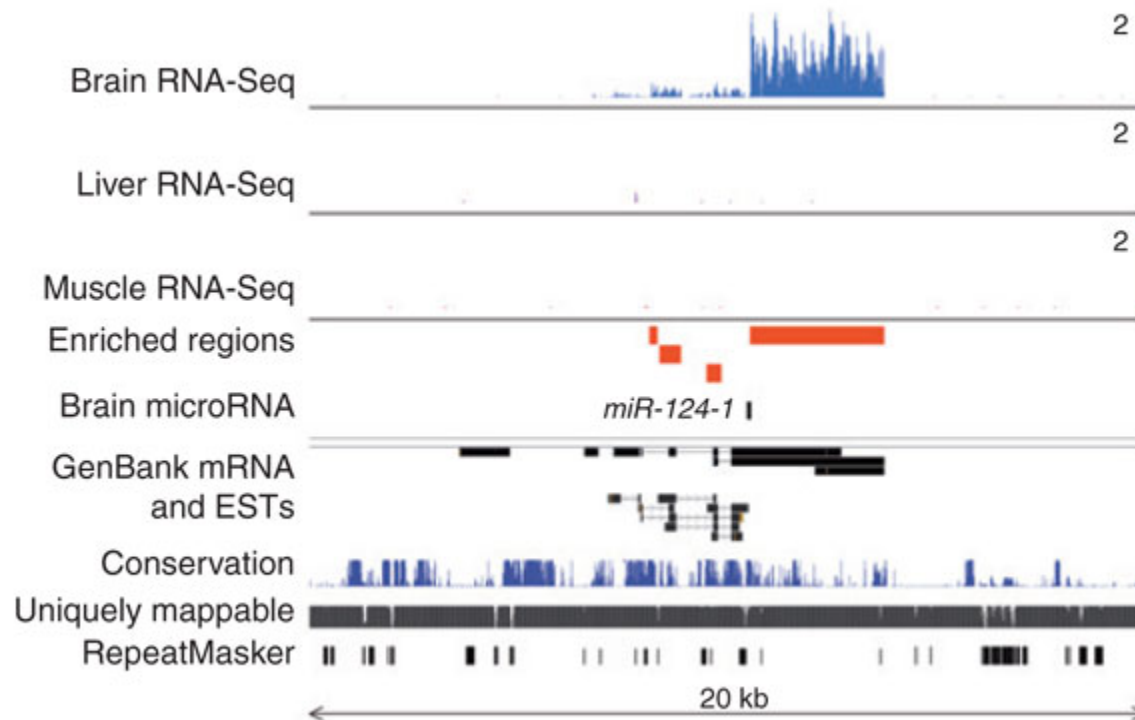 2
Brain RNA-Seq
2
Liver RNA-Seq
2
Muscle RNA-Seq
Enriched regions
Brain microRNA
miR-124-1
GenBank mRNA
and ESTs
Conservation
Uniquely mappable
RepeatMasker
20 kb